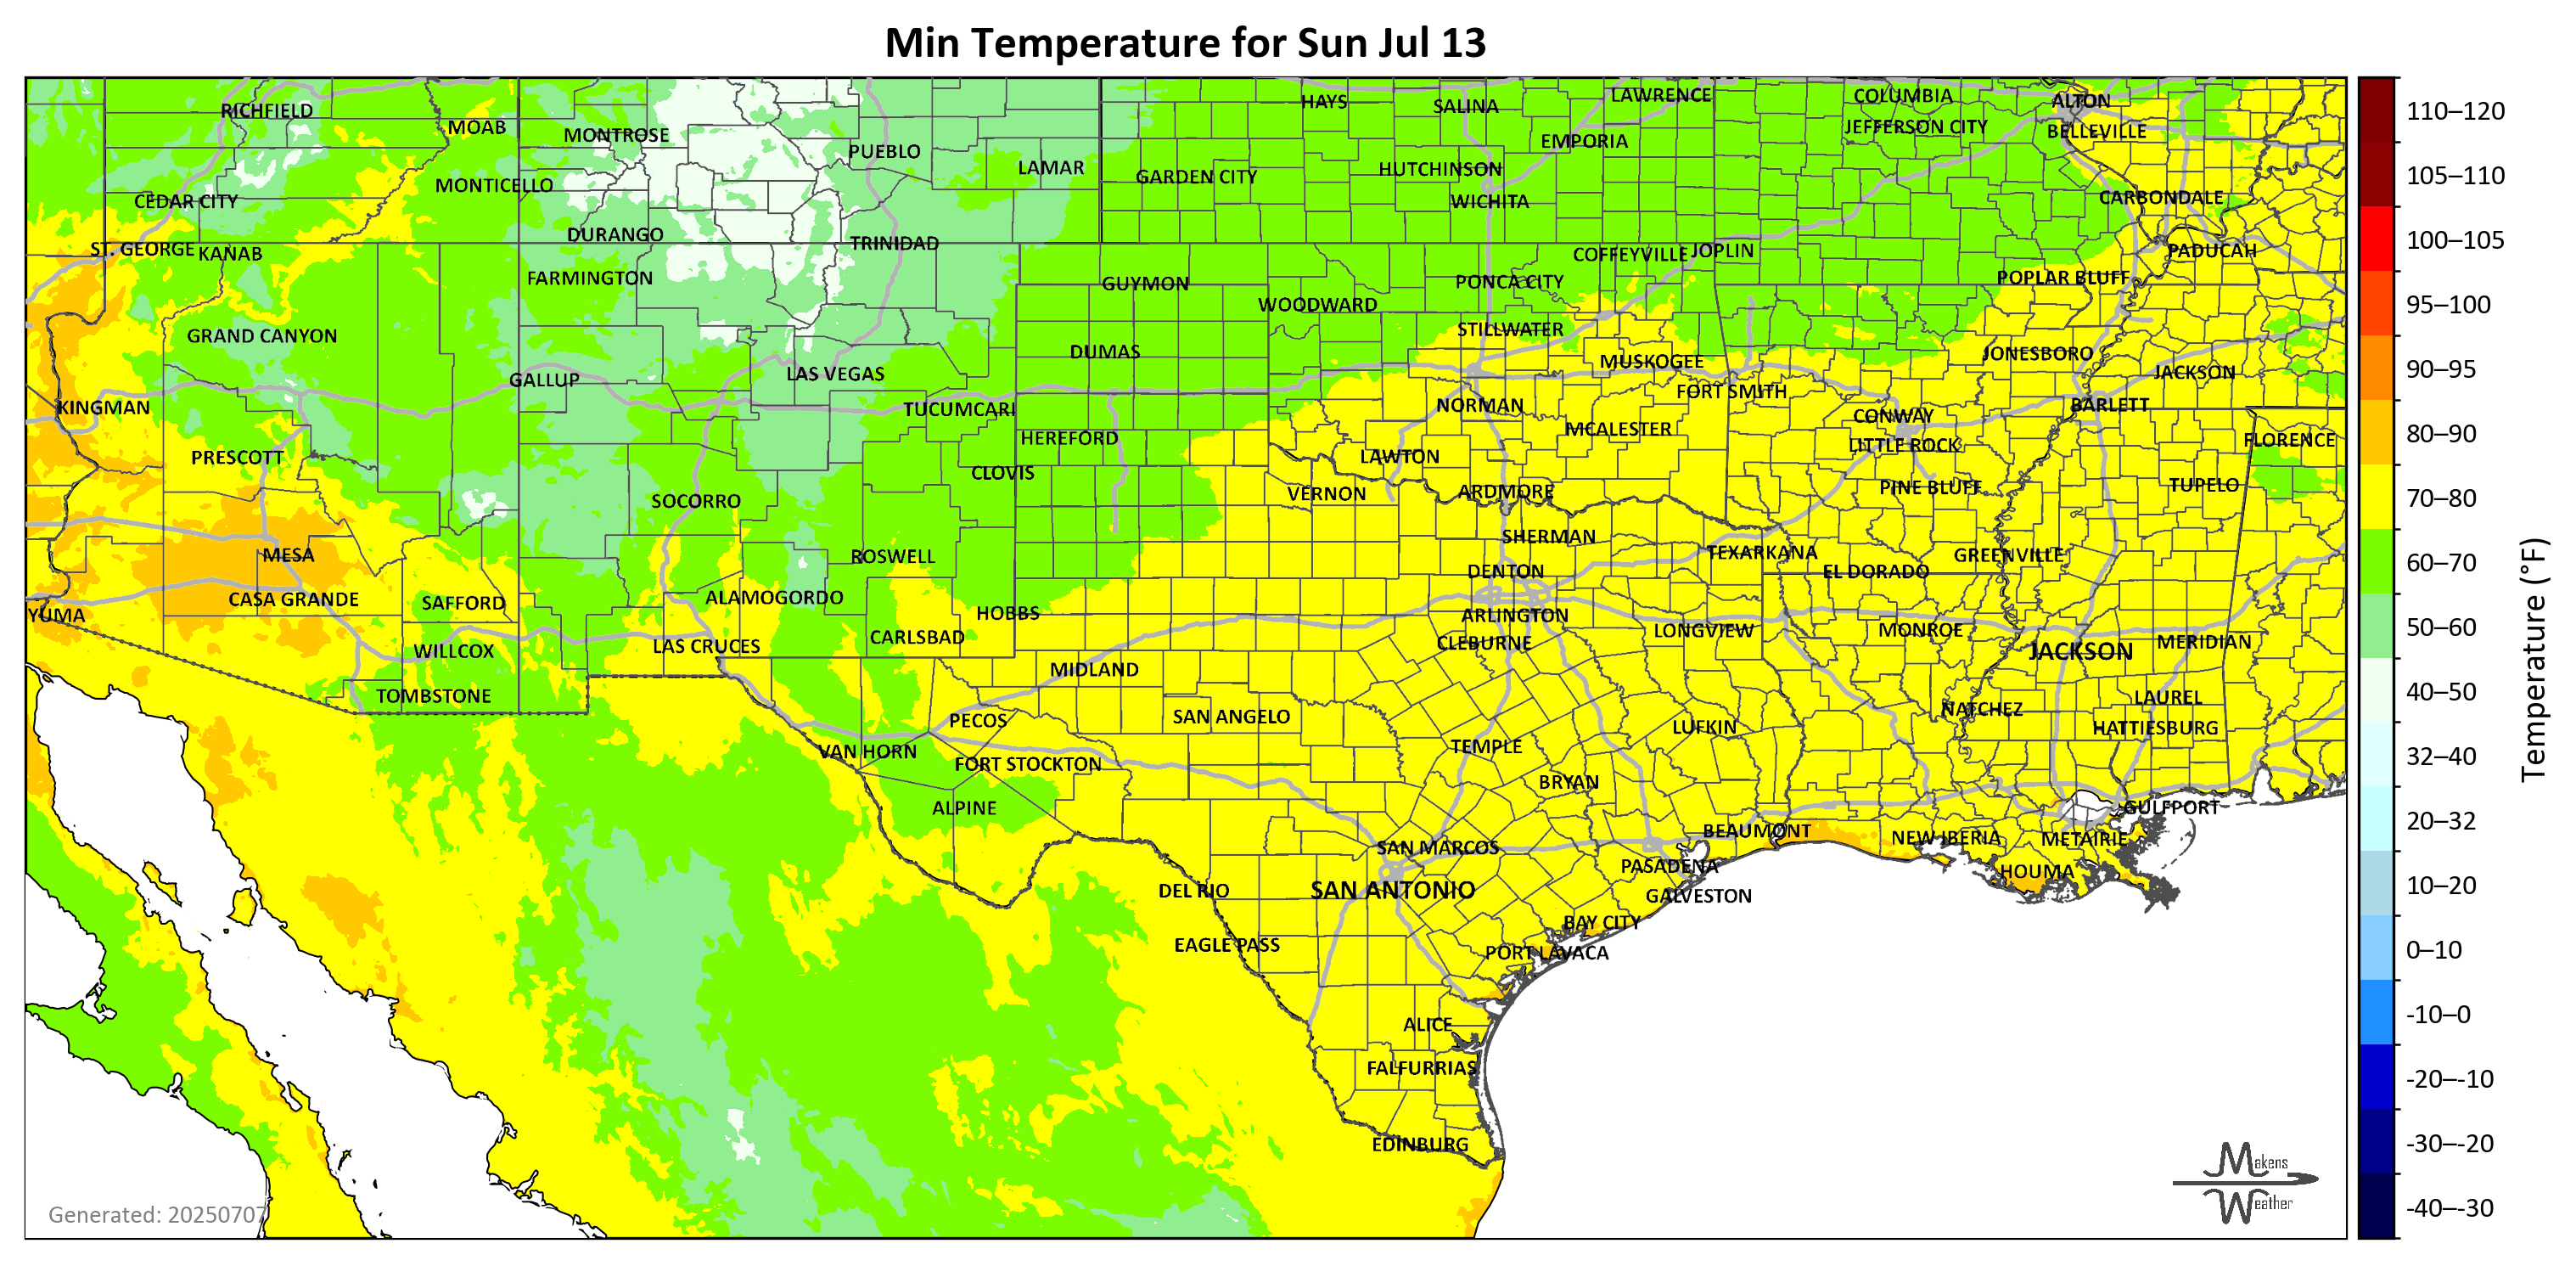 Min Temperature for Sun Jul 13
RICHFIELD
MOAB
MONTROSE
PUEBLO
LAMAR
HAYS
SALINA
LAWRENCE
COLUMBIA
ALTON
JEFFERSON CITY
BELLEVILLE
EMPORIA
HUTCHINSON
GARDEN CITY
MONTICELLO
CEDAR CITY
WICHITA
CARBONDALE
DURANGO
TRINIDAD
ST. GEORGE
KANAB
COFFEYVILLE
JOPLIN
PADUCAH
FARMINGTON
GUYMON
PONCA CITY
POPLAR BLUFF
WOODWARD
GRAND CANYON
STILLWATER
DUMAS
MUSKOGEE
JONESBORO
GALLUP
LAS VEGAS
JACKSON
FORT SMITH
KINGMAN
TUCUMCARI
NORMAN
BARLETT
CONWAY
HEREFORD
MCALESTER
LITTLE ROCK
FLORENCE
PRESCOTT
LAWTON
CLOVIS
SOCORRO
VERNON
ARDMORE
PINE BLUFF
TUPELO
SHERMAN
MESA
ROSWELL
TEXARKANA
GREENVILLE
DENTON
EL DORADO
CASA GRANDE
SAFFORD
ALAMOGORDO
YUMA
HOBBS
ARLINGTON
CARLSBAD
LONGVIEW
MONROE
LAS CRUCES
CLEBURNE
MERIDIAN
WILLCOX
JACKSON
MIDLAND
TOMBSTONE
LAUREL
PECOS
SAN ANGELO
NATCHEZ
LUFKIN
HATTIESBURG
VAN HORN
TEMPLE
FORT STOCKTON
BRYAN
ALPINE
GULFPORT
BEAUMONT
NEW IBERIA
METAIRIE
SAN MARCOS
PASADENA
HOUMA
DEL RIO
SAN ANTONIO
GALVESTON
BAY CITY
EAGLE PASS
PORT LAVACA
ALICE
FALFURRIAS
EDINBURG
Generated: 20250707
Makens
Weather
110–120
105–110
100–105
95–100
90–95
80–90
70–80
60–70
50–60
40–50
32–40
20–32
10–20
0–10
-10–0
-20–-10
-30–-20
-40–-30
Temperature (°F)